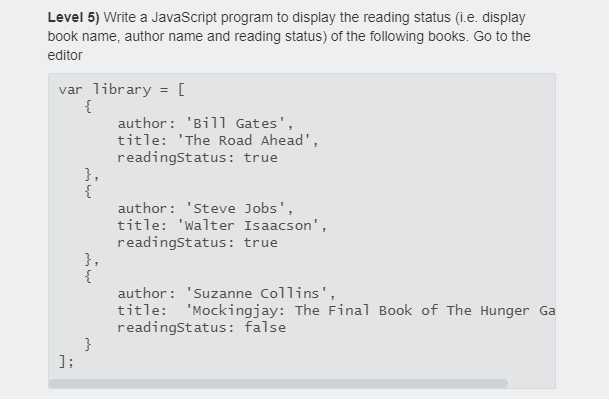 Level 5) Write a JavaScript program to display the reading status (i.e. display
book name, author name and reading status) of the following books. Go to the
editor
var library = [
{
author: 'Bill Gates',
title: 'The Road Ahead',
readingStatus: true
},
{
author: 'Steve Jobs',
title: 'Walter Isaacson',
readingStatus: true
},
{
author: 'Suzanne Collins',
title: 'Mockingjay: The Final Book of The Hunger Ga
readingStatus: false
}
];